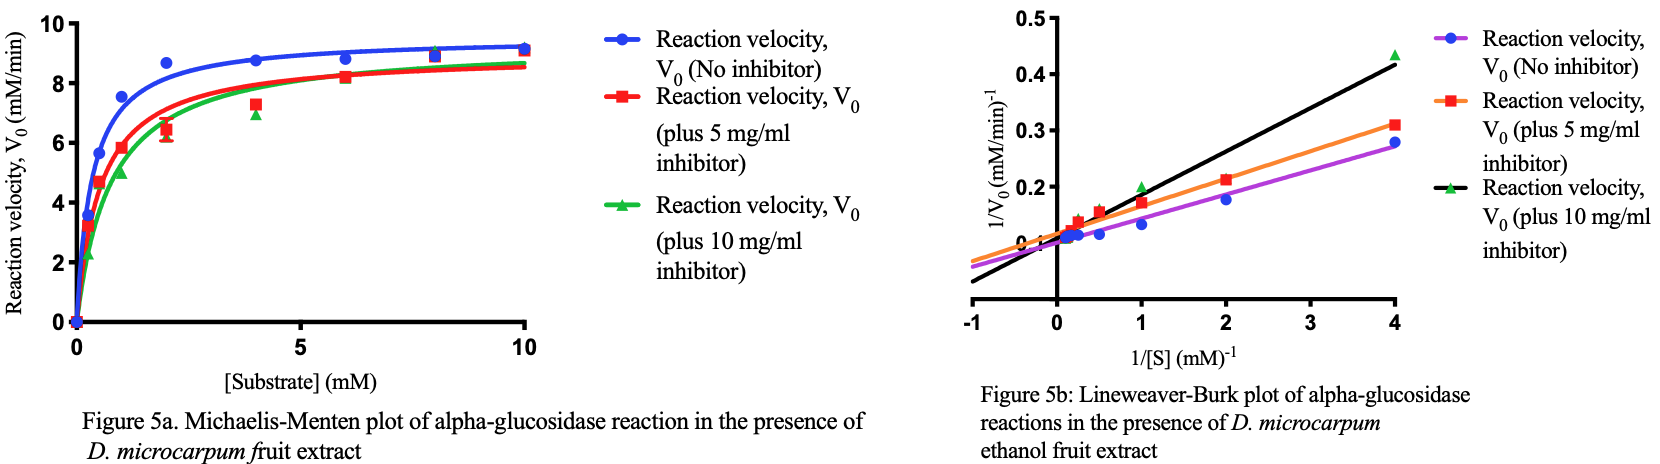 10
8
6
4
2
0
0
5
10
Reaction velocity, V0 (mM/min)
[Substrate] (mM)
Reaction velocity,
V0 (No inhibitor)
Reaction velocity, V0
(plus 5 mg/ml
inhibitor)
Reaction velocity, V0
(plus 10 mg/ml
inhibitor)
Figure 5a. Michaelis-Menten plot of alpha-glucosidase reaction in the presence of
D. microcarpum fruit extract
0.5
0.4
0.3
0.2
-1
0
1
2
3
4
1/V0 (mM/min)-1
1/[S] (mM)-1
Reaction velocity,
V0 (No inhibitor)
Reaction velocity,
V0 (plus 5 mg/ml
inhibitor)
Reaction velocity,
V0 (plus 10 mg/ml
inhibitor)
Figure 5b: Lineweaver-Burk plot of alpha-glucosidase
reactions in the presence of D. microcarpum
ethanol fruit extract